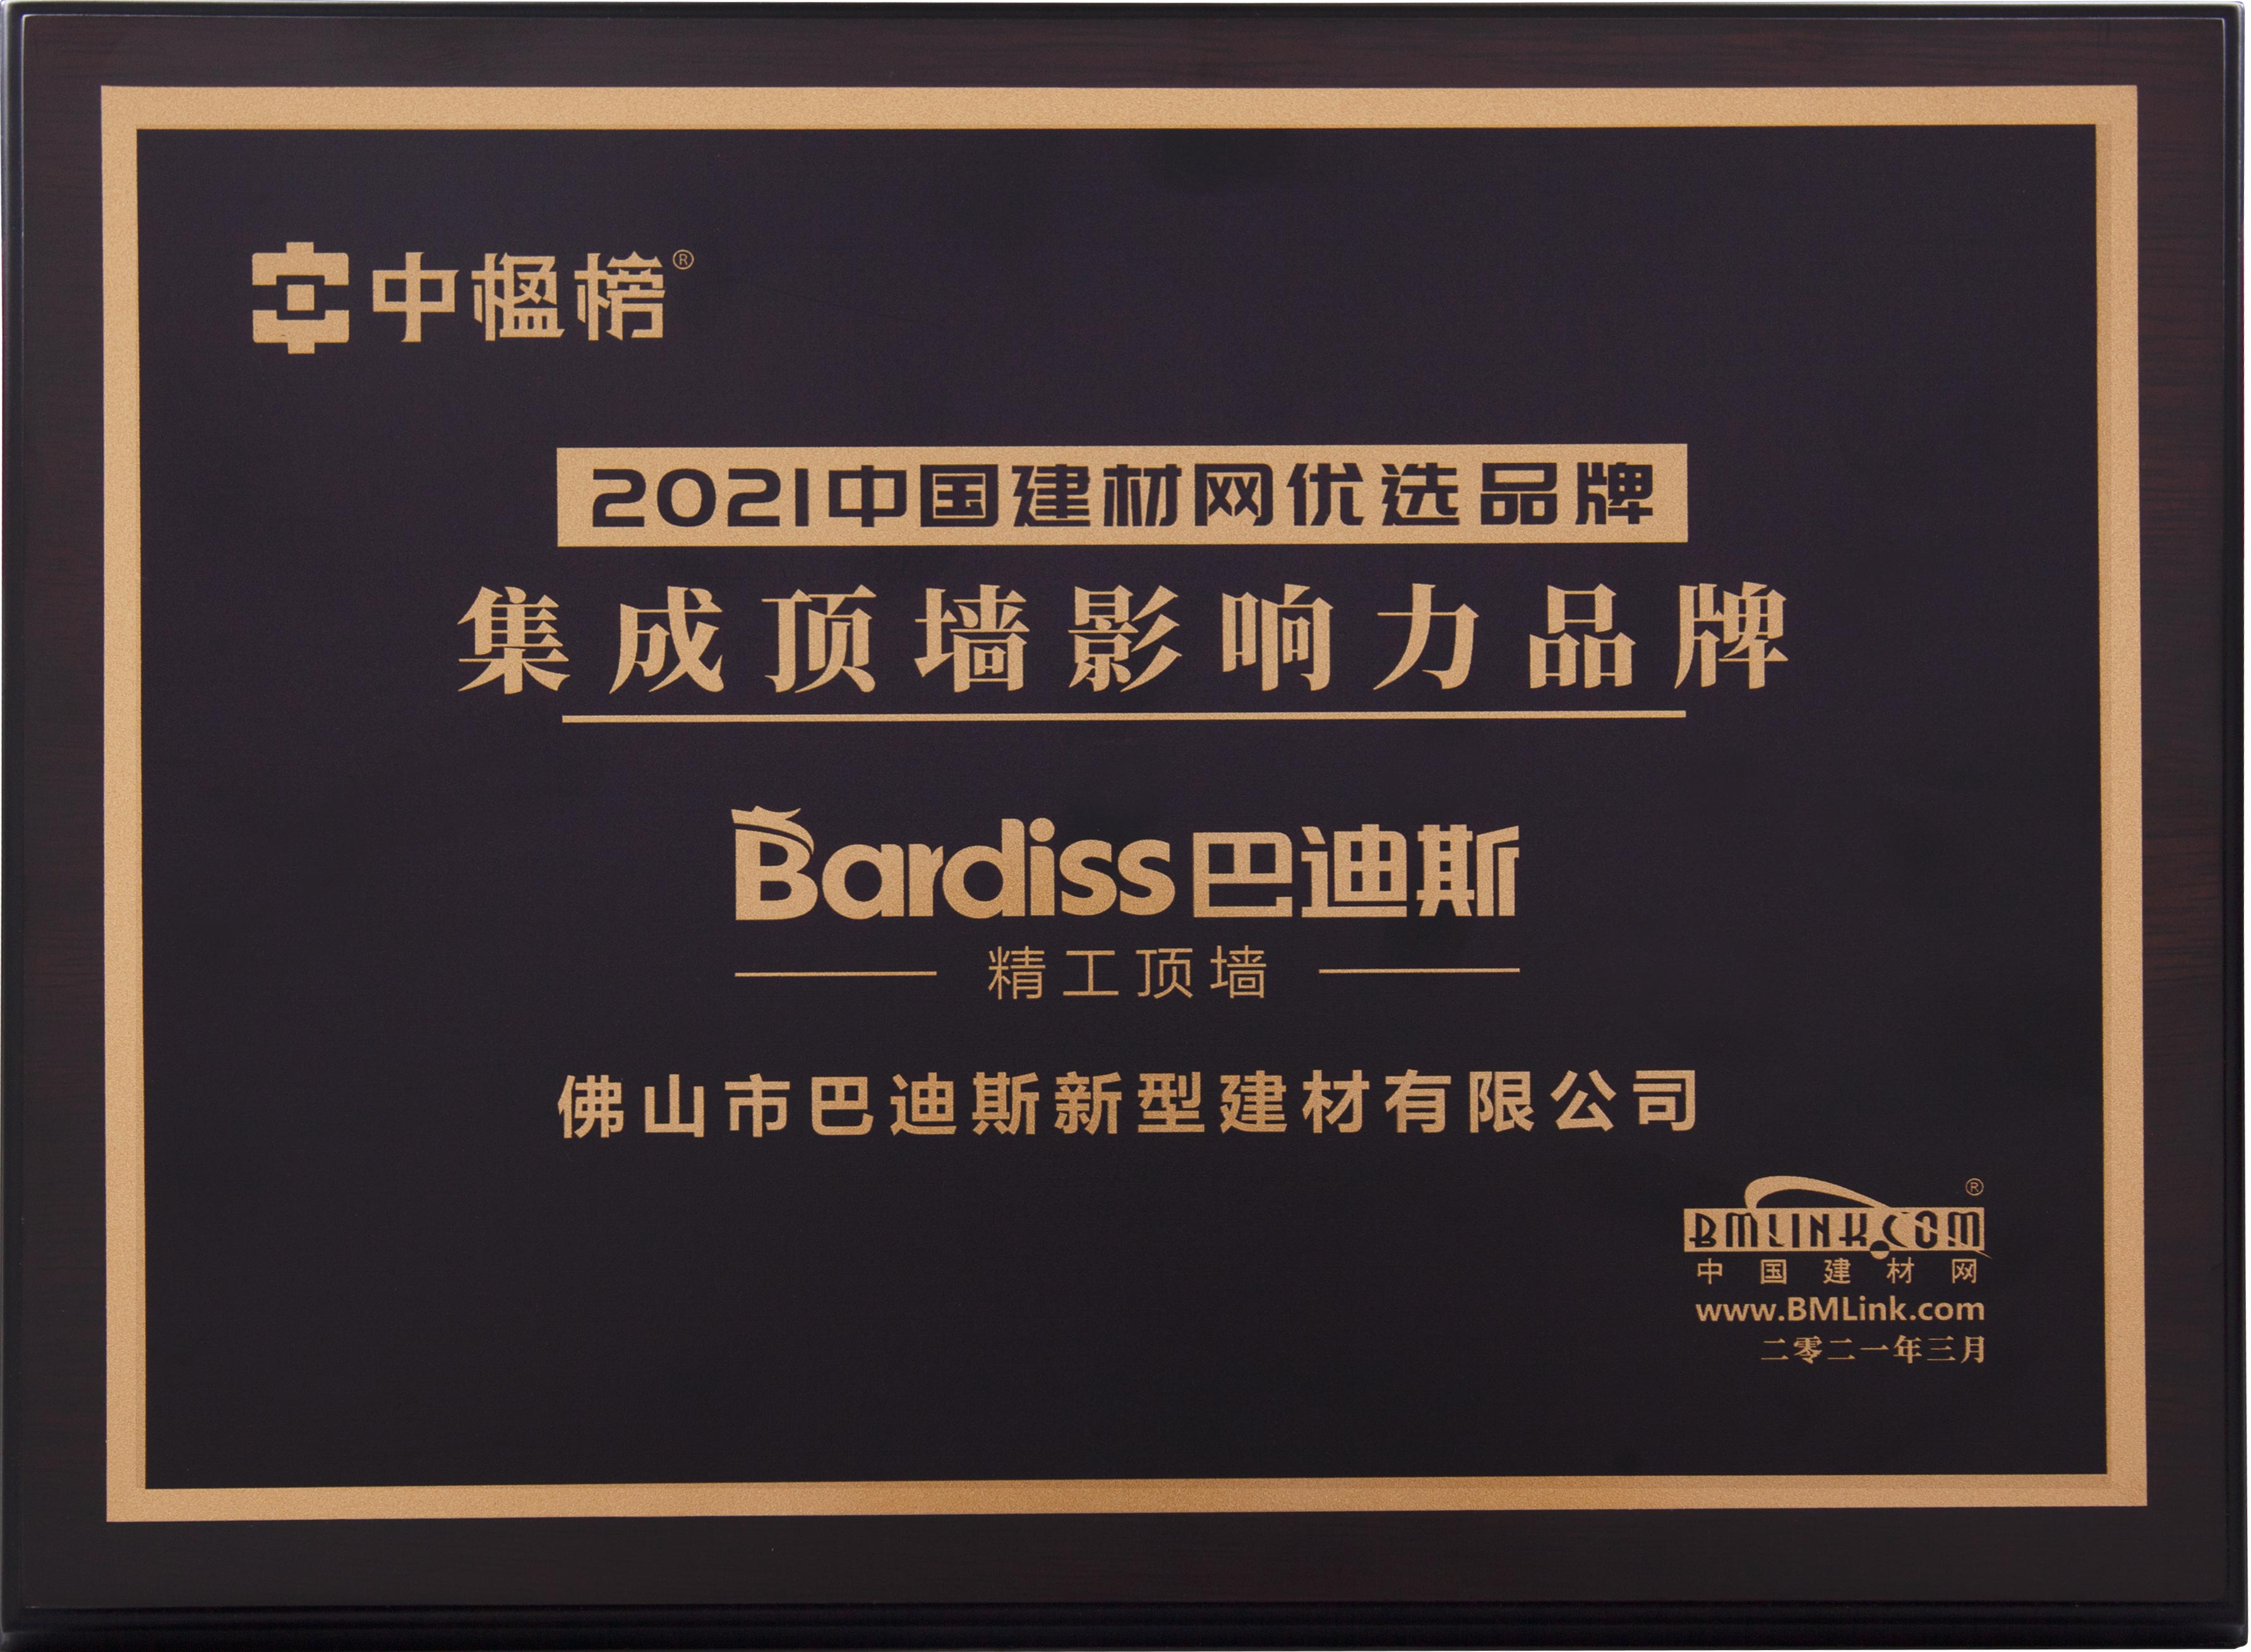 中楹榜®
2021中国建材网优选品牌
集成顶墙影响力品牌
Bardiss巴迪斯
精工顶墙
佛山市巴迪斯新型建材有限公司
®
BMLINK.COM
中国建材网
www.BMLink.com
二零二一年三月